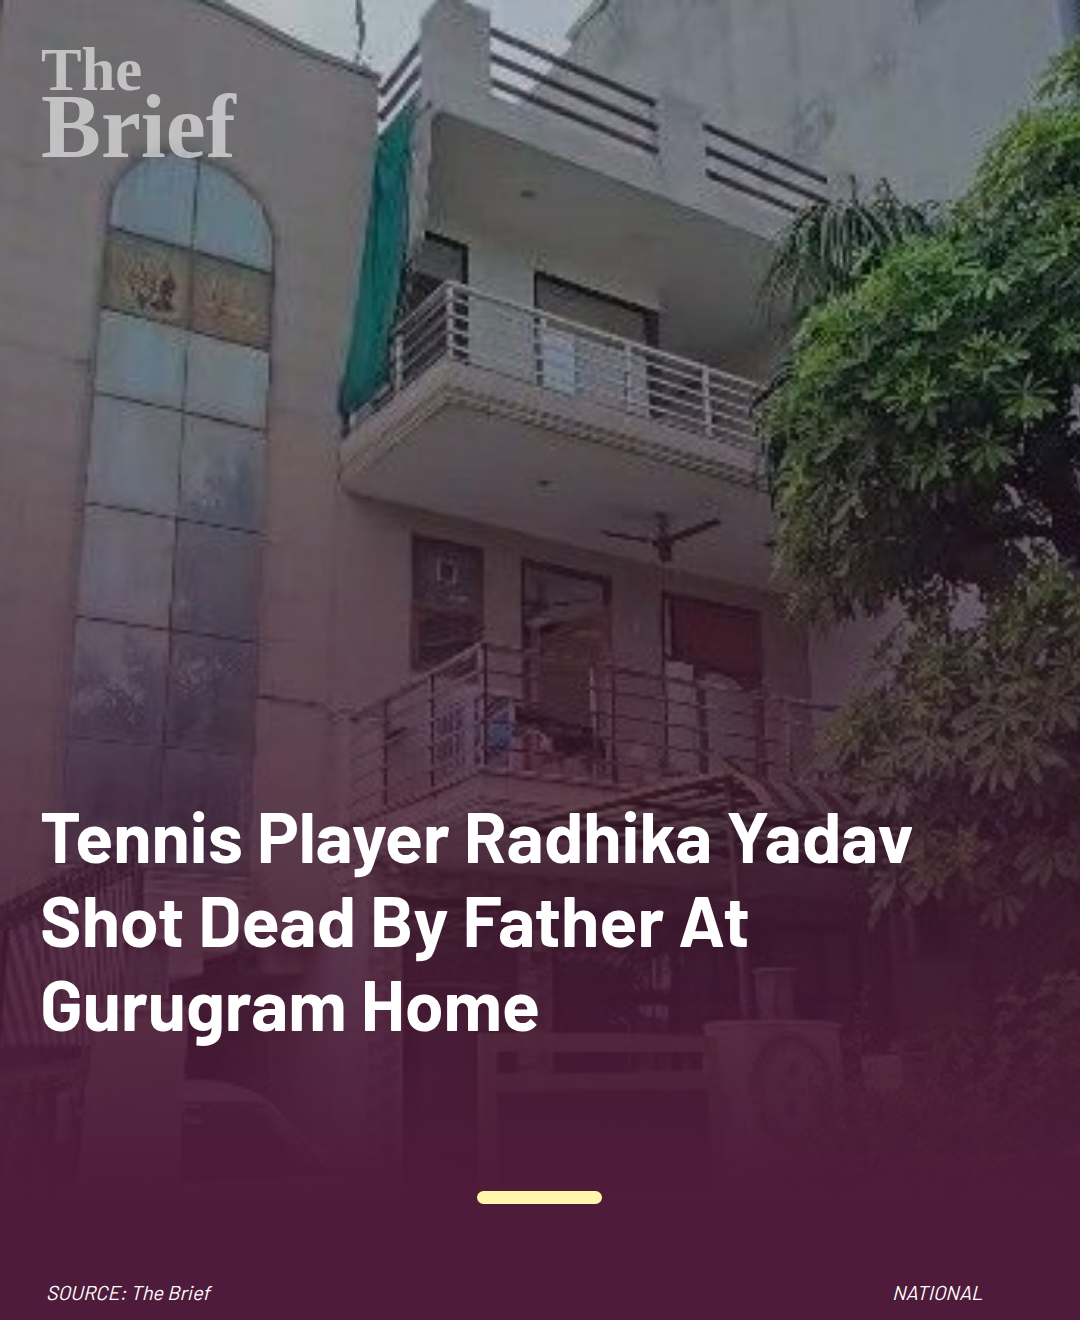 The
Brief
Tennis Player Radhika Yadav
Shot Dead By Father At
Gurugram Home
SOURCE: The Brief
NATIONAL